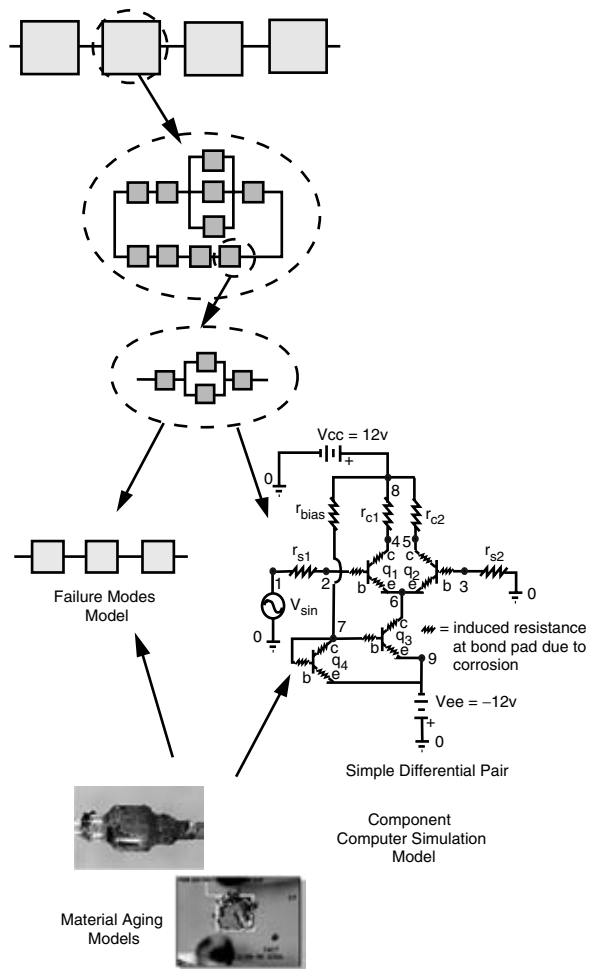 Vcc = 12v
+
0
8
r_bias
r_c1
r_c2
4
5
c
c
r_s1
q_1
q_2
r_s2
1
2
b
e
e
b
3
0
6
V_sin
Failure Modes
Model
7
c
0
c
q_3
b
e
9
q_4
b
e
= induced resistance
at bond pad due to
corrosion
Vee = −12v
+
0
Simple Differential Pair
Component
Computer Simulation
Model
Material Aging
Models